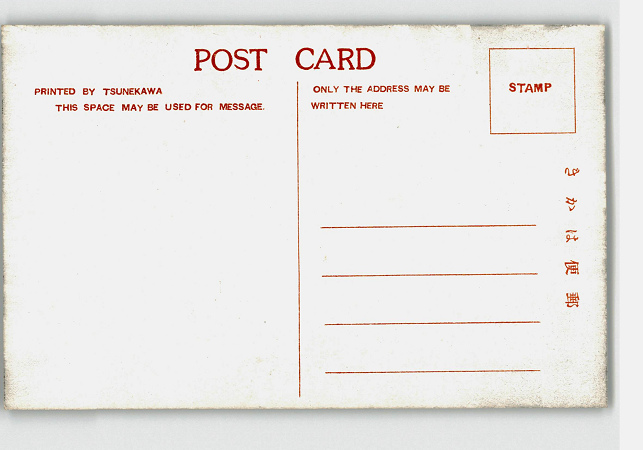 POST CARD
PRINTED BY TSUNEKAWA
THIS SPACE MAY BE USED FOR MESSAGE.
ONLY THE ADDRESS MAY BE
WRITTEN HERE
STAMP
郵便はかき